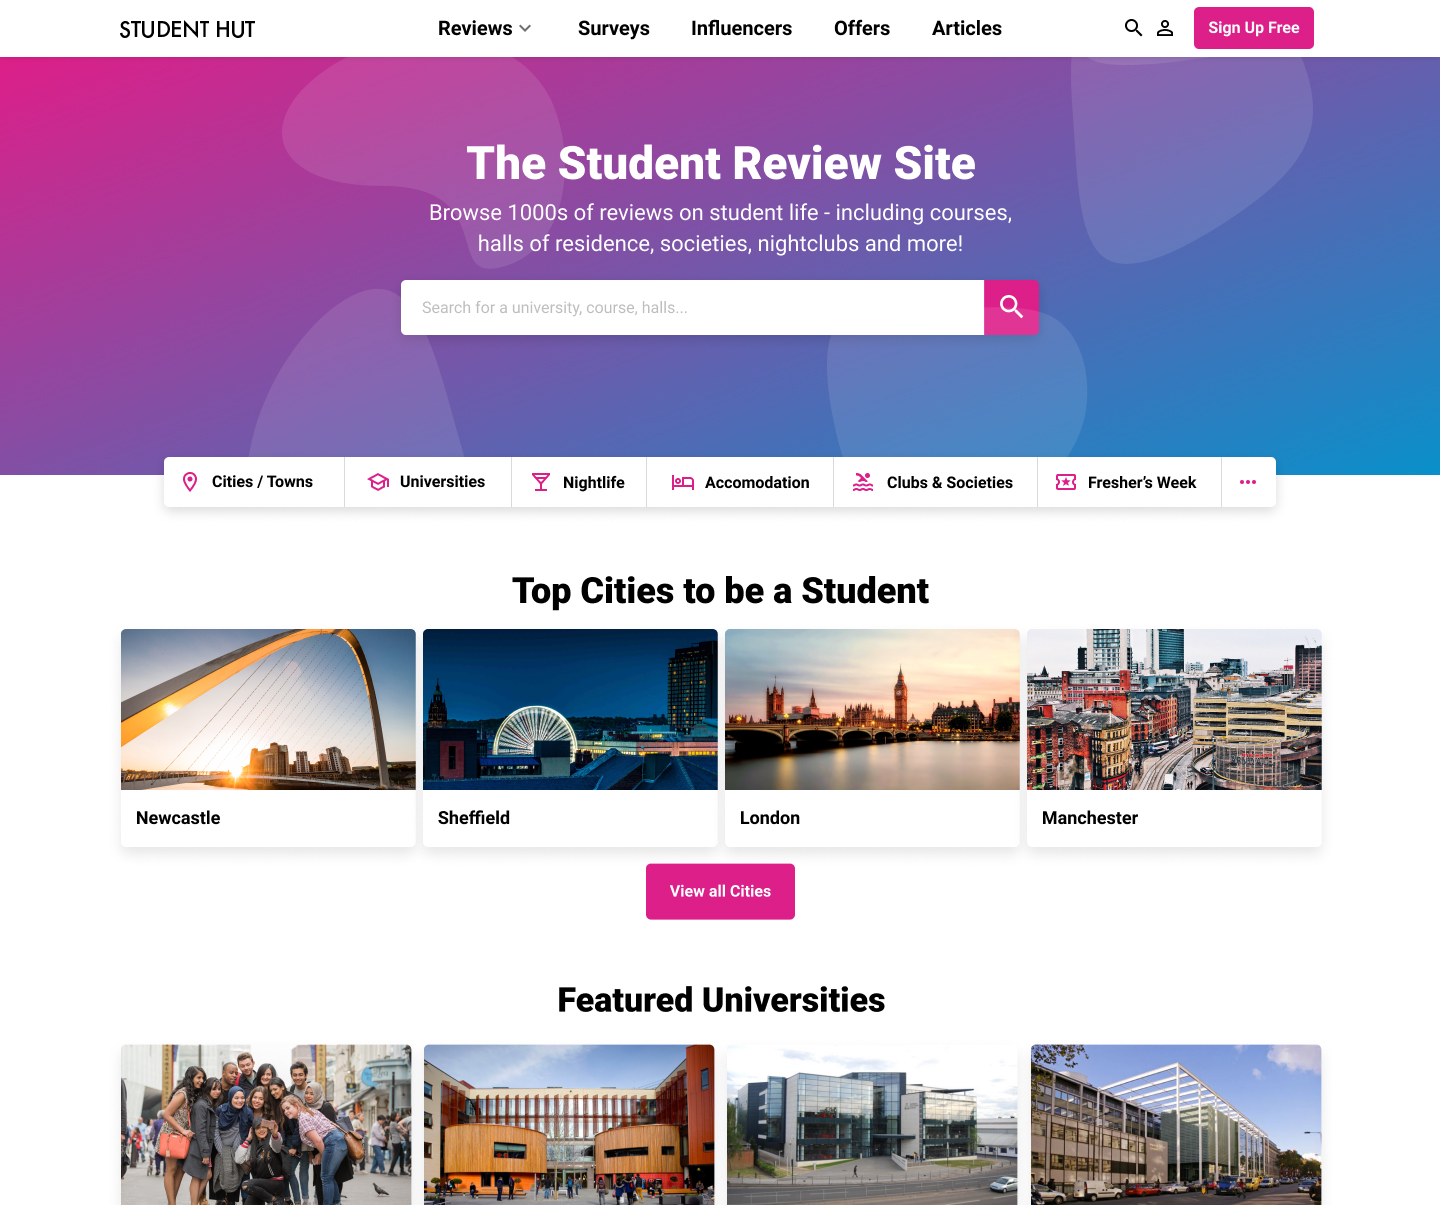 STUDENT HUT
Reviews
Surveys
Influencers
Offers
Articles
Sign Up Free
The Student Review Site
Browse 1000s of reviews on student life - including courses,
halls of residence, societies, nightclubs and more!
Search for a university, course, halls...
Cities / Towns
Universities
Nightlife
Accomodation
Clubs & Societies
Fresher’s Week
Top Cities to be a Student
Newcastle
Sheffield
London
Manchester
View all Cities
Featured Universities